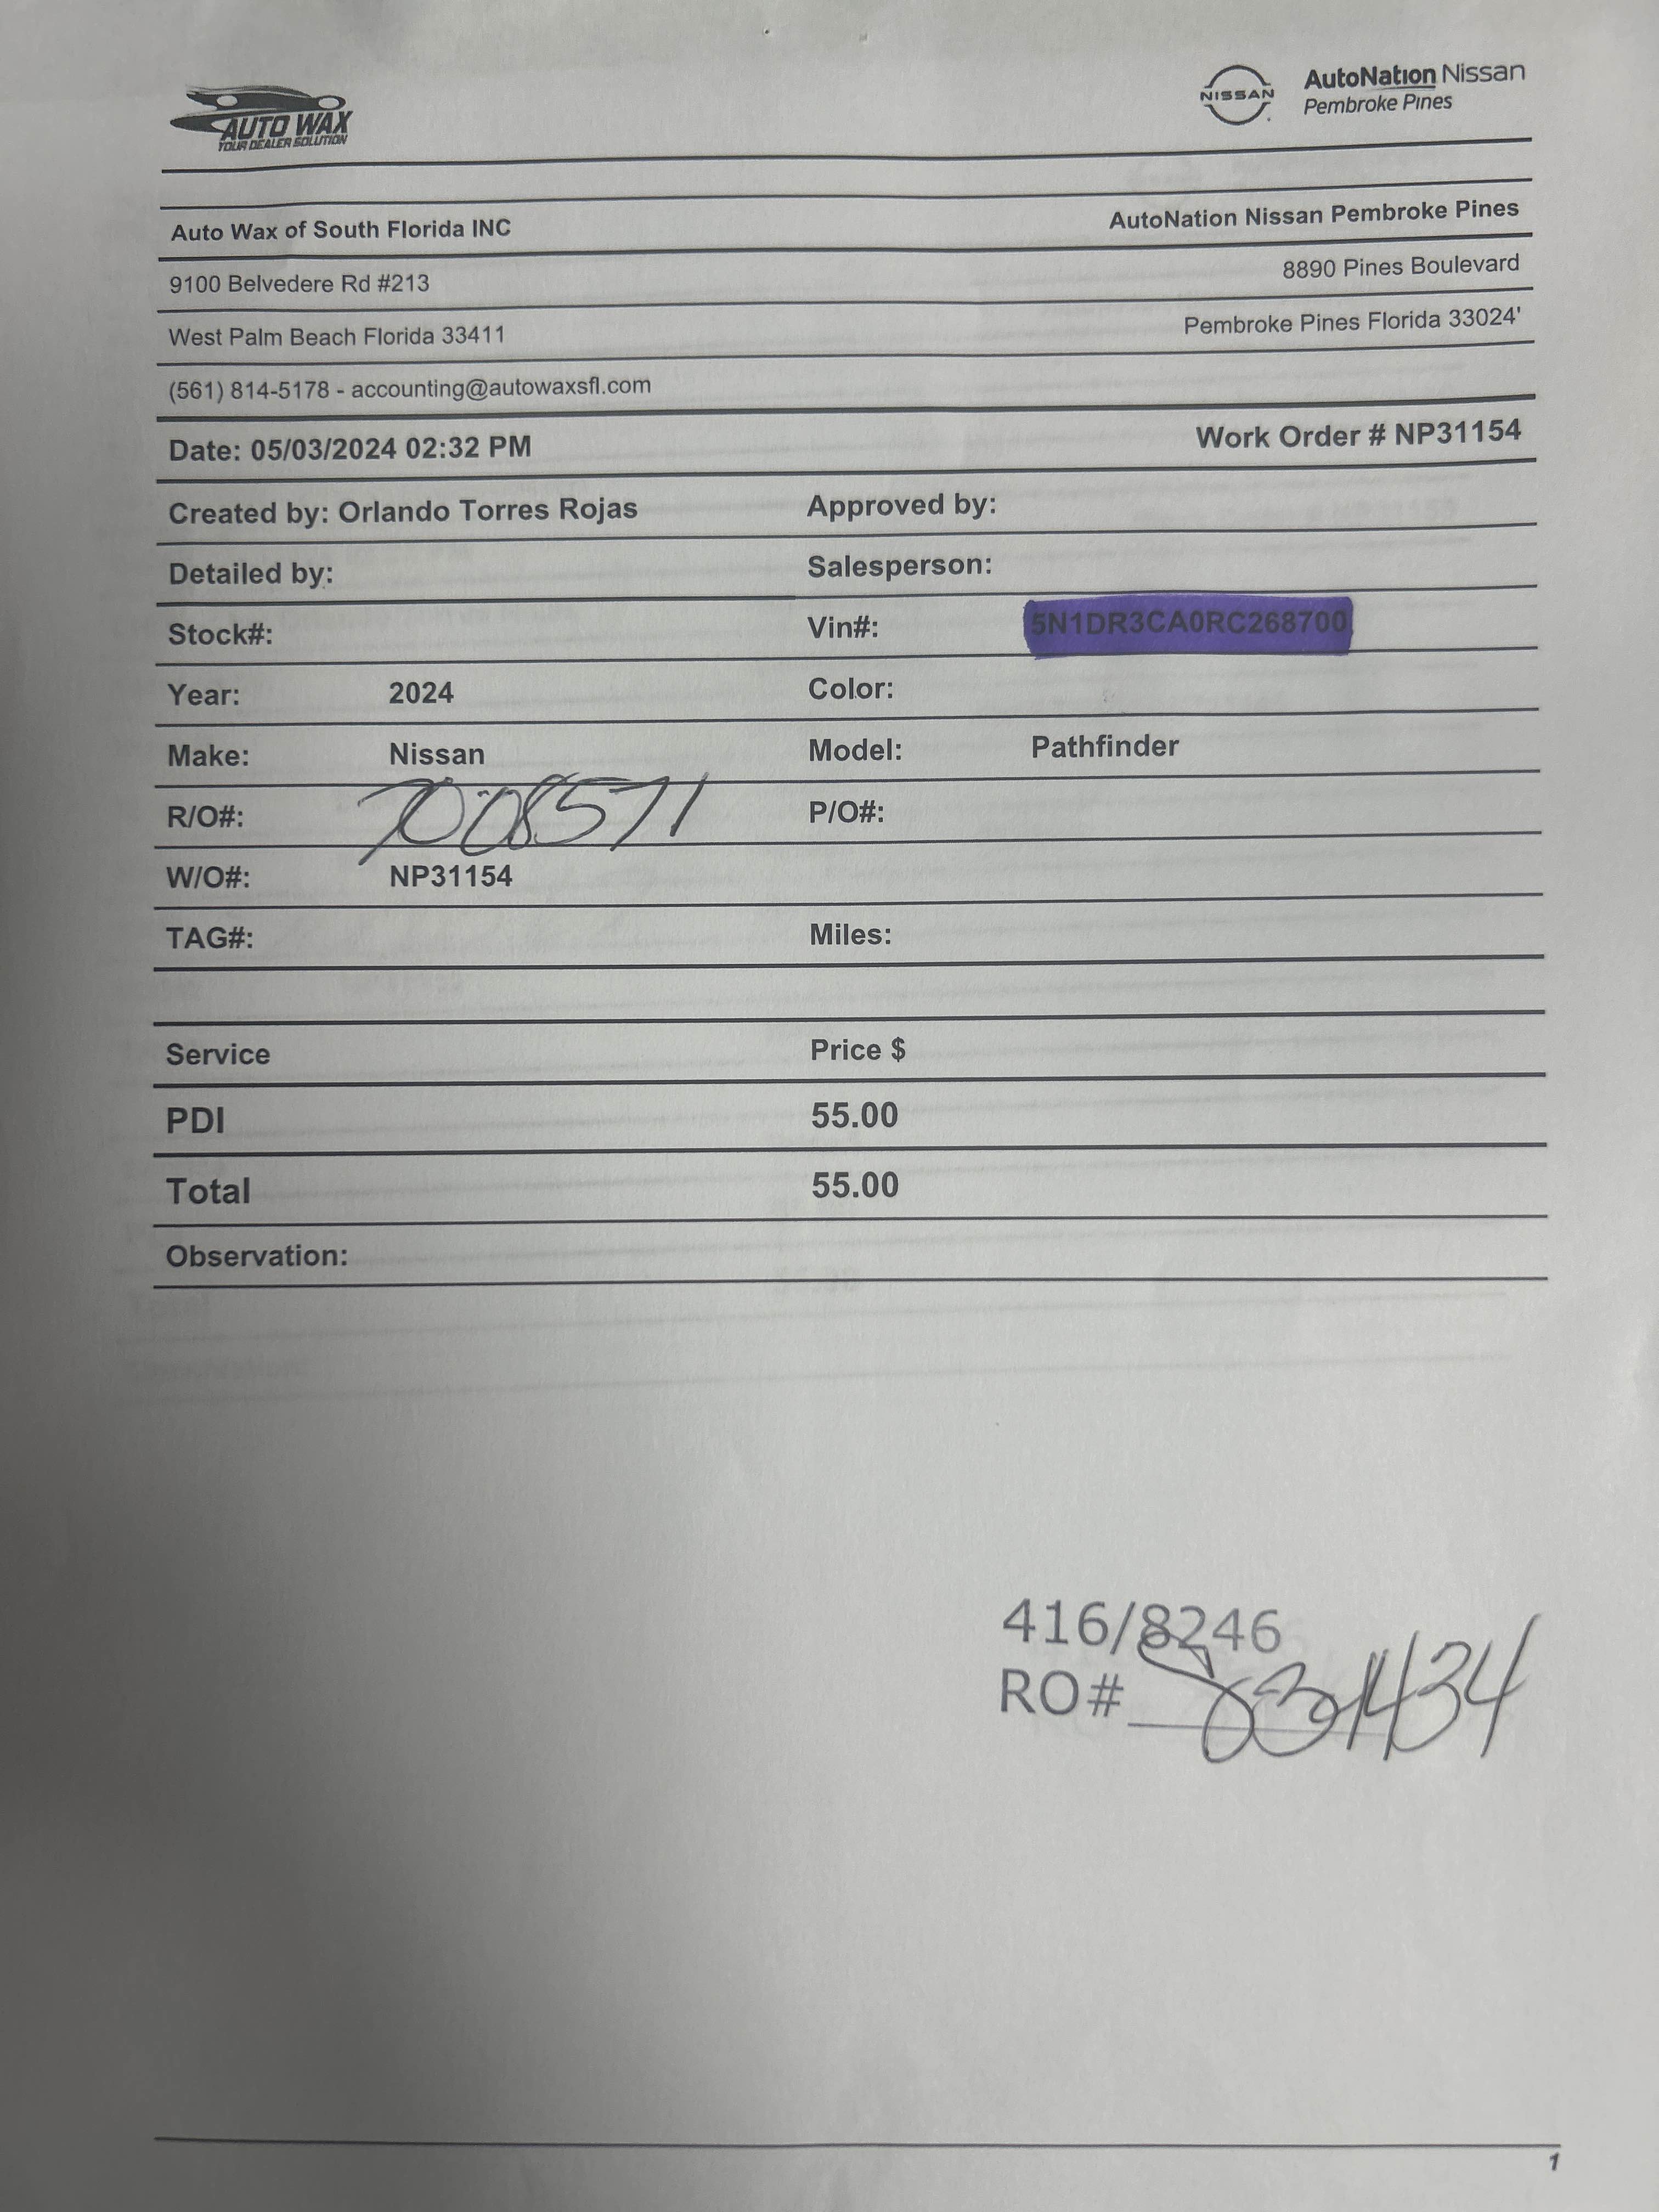 AUTO WAX
YOUR DEALER SOLUTION
NISSAN
AutoNation Nissan
Pembroke Pines
Auto Wax of South Florida INC
AutoNation Nissan Pembroke Pines
9100 Belvedere Rd #213
8890 Pines Boulevard
West Palm Beach Florida 33411
Pembroke Pines Florida 33024'
(561) 814-5178 - accounting@autowaxsfl.com
Date: 05/03/2024 02:32 PM
Work Order # NP31154
Created by: Orlando Torres Rojas
Approved by:
Detailed by:
Salesperson:
Stock#:
Vin#: 5N1DR3CA0RC268700
Year: 2024
Color:
Make: Nissan
Model: Pathfinder
R/O#: 7008571
P/O#:
W/O#: NP31154
TAG#:
Miles:
Service Price $
PDI 55.00
Total 55.00
Observation:
416/8246
RO#
1